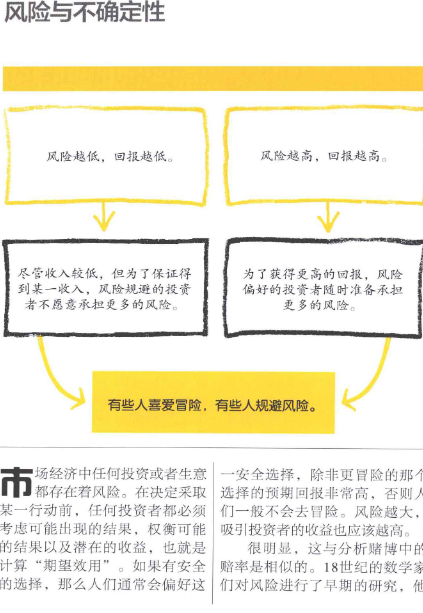 风险与不确定性
风险越低，回报越低。
风险越高，回报越高。
尽管收入较低，但为了保证得
到某一收入，风险规避的投资
者不愿意承担更多的风险。
为了获得更高的回报，风险
偏好的投资者随时准备承担
更多的风险。
有些人喜爱冒险，有些人规避风险。
市场经济中任何投资或者生意
都存在着风险。在决定采取
某一行动前，任何投资者都必须
考虑可能出现的结果，权衡可能
的结果以及潜在的收益，也就是
计算“期望效用”。如果有安全
的选择，那么人们通常会偏好这
一安全选择，除非更冒险的那个
选择的预期回报非常高，否则人
们一般不会去冒险。风险越大，
吸引投资者的收益也应该越高。
很明显，这与分析赌博中的
赔率是相似的。18世纪的数学家
们对风险进行了早期的研究，他